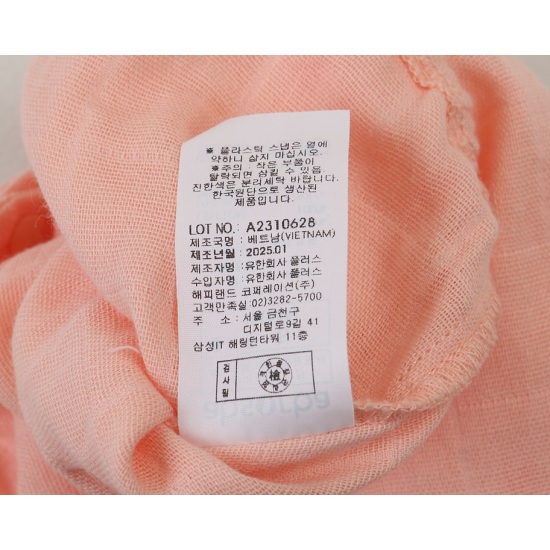 ※ 플라스틱 스냅은 열에
약하니 삶지 마십시오.
※주의 : 작은 부품이
탈락되면 삼킬 수 있음.
진한색은 분리세탁 바랍니다.
한국원단으로 생산된
제품입니다.
LOT NO.: A2310628
제조국명 : 베트남(VIETNAM)
제조년월 : 2025.01
제조자명 : 유한회사 플러스
수입자명 : 유한회사 플러스
해피랜드 코퍼레이션(주)
고객만족실:02)3282-5700
주 소 : 서울 금천구
디지털로9길 41
삼성IT 해링턴타워 11층
검사필
檢
absorba